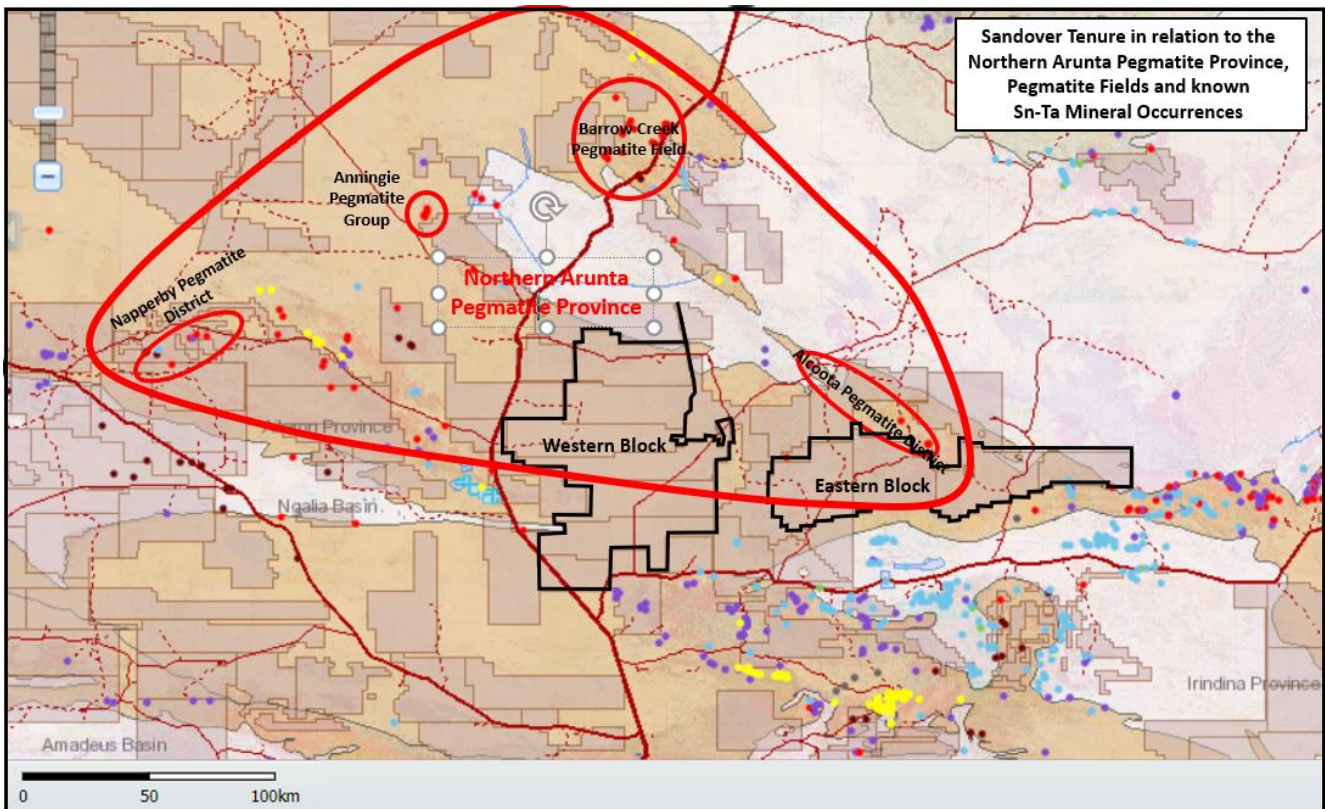 Sandover Tenure in relation to the
Northern Arunta Pegmatite Province,
Pegmatite Fields and known
Sn-Ta Mineral Occurrences
Barrow Creek
Pegmatite Field
Anningie
Pegmatite
Group
Northern Arunta
Pegmatite Province
Napperby Pegmatite
District
Alcoota Pegmatite District
Western Block
Eastern Block
Province
Ngalia Basin
Irindina Province
Amadeus Basin
0
50
100km